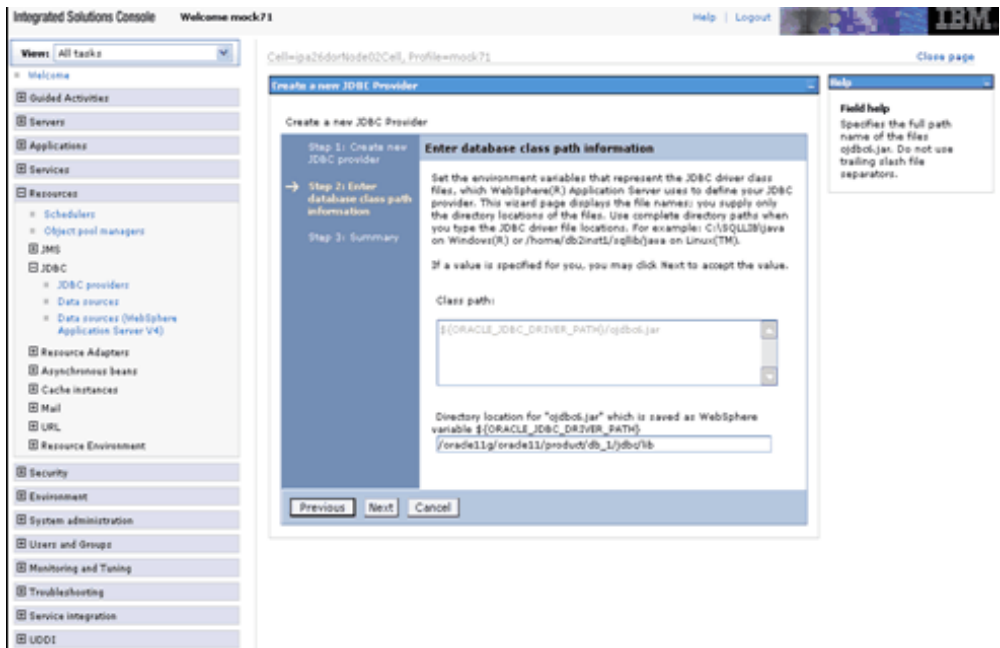 Integrated Solutions Console Welcome mock71
Help | Logout
IBM.
View: All tasks
Welcome
Guided Activities
Servers
Applications
Services
Resources
Schedulers
Object pool managers
JMS
JDBC
JDBC providers
Data sources
Data sources (WebSphere
Application Server V4)
Resource Adapters
Asynchronous beans
Cache instances
Mail
URL
Resource Environment
Security
Environment
System administration
Users and Groups
Monitoring and Tuning
Troubleshooting
Service integration
UDDI
Cell=ipa26dorNode02Cell, Profile=mock71
Close page
Create a new JDBC Provider
Create a new JDBC Provider
Step 1: Create new
JDBC provider
Step 2: Enter
database class path
information
Step 3: Summary
Enter database class path information
Set the environment variables that represent the JDBC driver class
files, which WebSphere(R) Application Server uses to define your JDBC
provider. This wizard page displays the file names; you supply only
the directory locations of the files. Use complete directory paths when
you type the JDBC driver file locations. For example: C:\SQLLIB\java
on Windows(R) or /home/db2inst1/sqllib/java on Linux(TM).
If a value is specified for you, you may click Next to accept the value.
Class path:
${ORACLE_JDBC_DRIVER_PATH}/ojdbc6.jar
Directory location for "ojdbc6.jar" which is saved as WebSphere
variable ${ORACLE_JDBC_DRIVER_PATH}
/oracle11g/oracle11/product/db_1/jdbc/lib
Previous Next Cancel
Help
Field help
Specifies the full path
name of the files
ojdbc6.jar. Do not use
trailing slash file
separators.